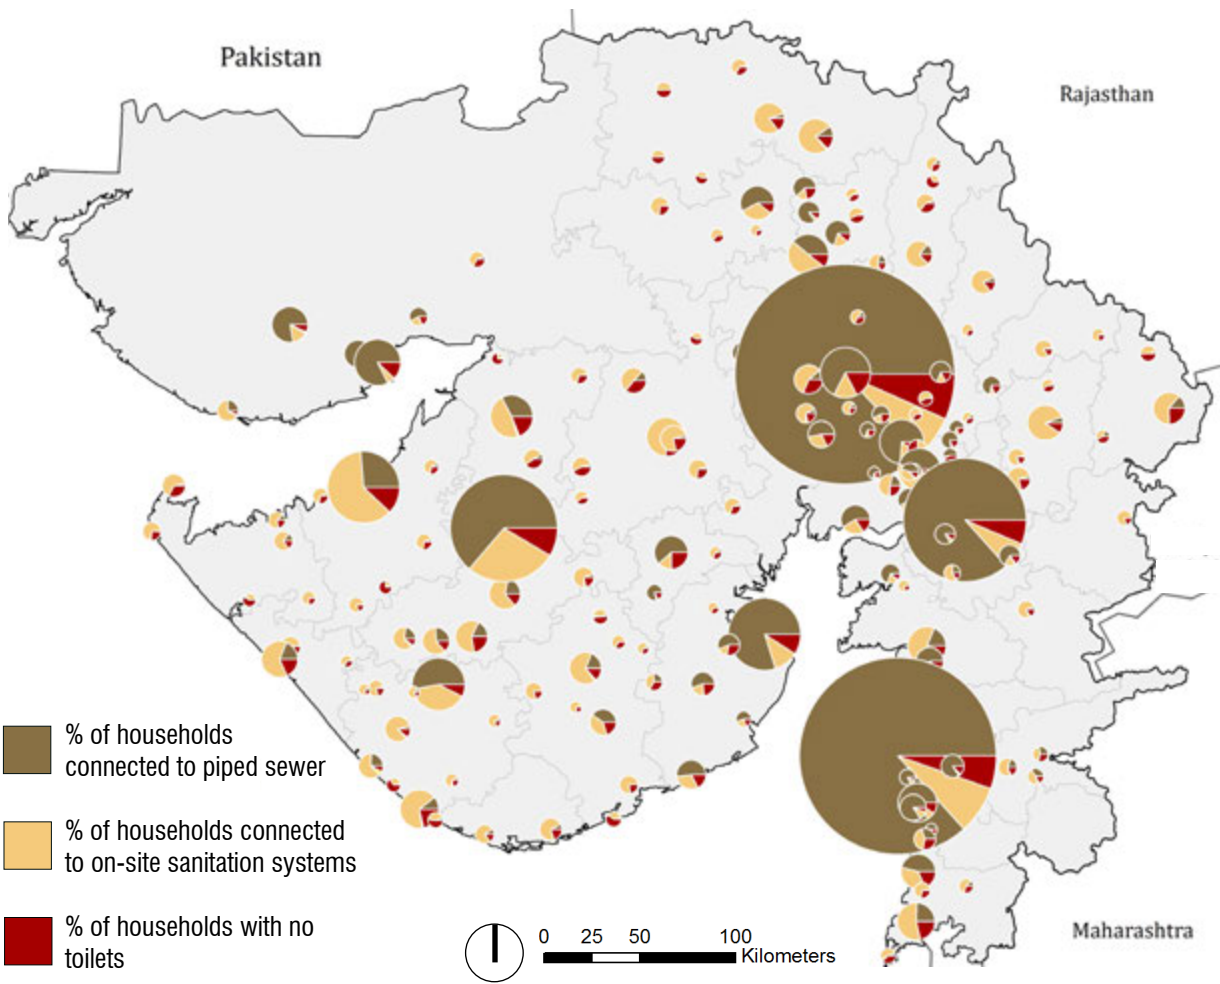 Pakistan
Rajasthan
% of households
connected to piped sewer
% of households connected
to on-site sanitation systems
% of households with no
toilets
0 25 50 100
Kilometers
Maharashtra